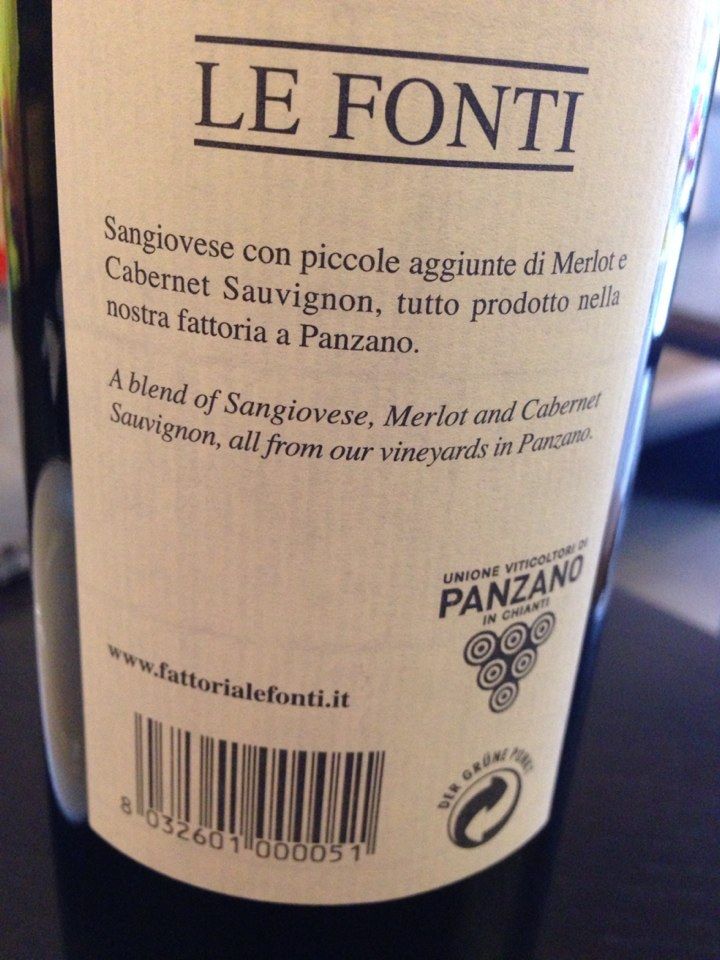 LE FONTI
Sangiovese con piccole aggiunte di Merlot e
Cabernet Sauvignon, tutto prodotto nella
nostra fattoria a Panzano.
A blend of Sangiovese, Merlot and Cabernet
Sauvignon, all from our vineyards in Panzano.
UNIONE VITICOLTORI DI
PANZANO
IN CHIANTI
www.fattorialefonti.it
DER GRÜNE PUNKT
8 032601 000051